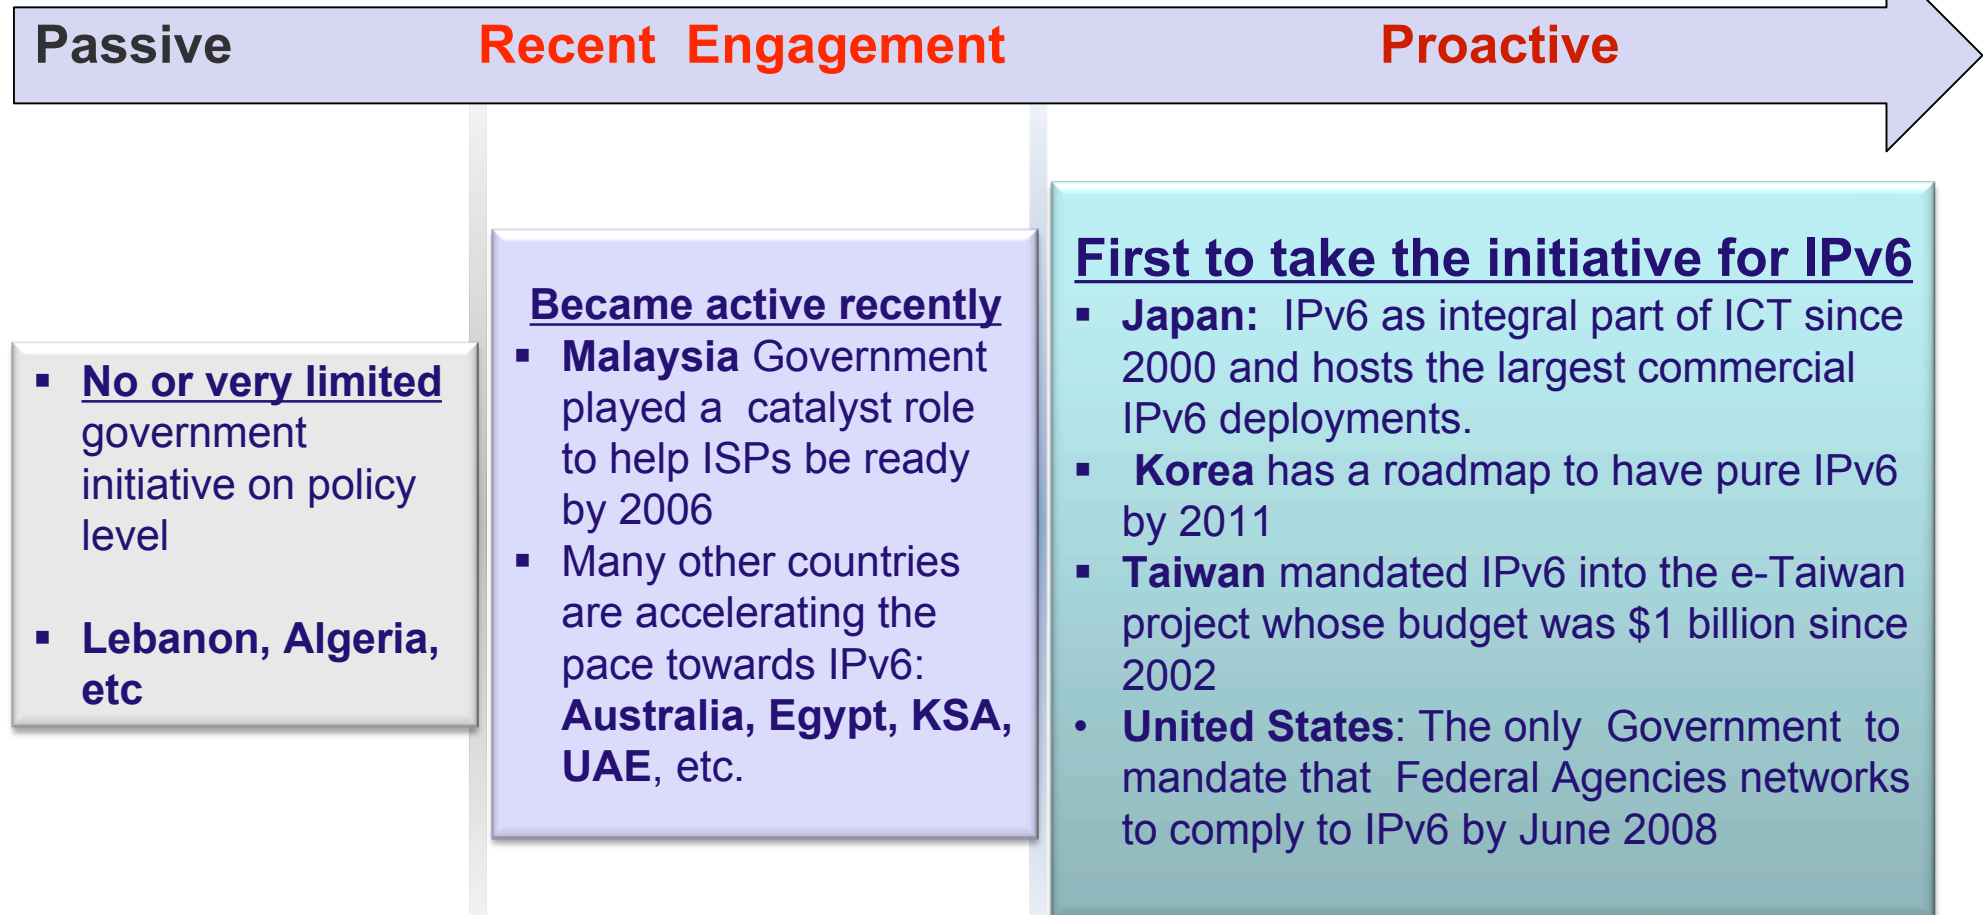 Passive Recent Engagement Proactive
▪ No or very limited
government
initiative on policy
level
▪ Lebanon, Algeria,
etc
Became active recently
▪ Malaysia Government
played a catalyst role
to help ISPs be ready
by 2006
▪ Many other countries
are accelerating the
pace towards IPv6:
Australia, Egypt, KSA,
UAE, etc.
First to take the initiative for IPv6
▪ Japan: IPv6 as integral part of ICT since
2000 and hosts the largest commercial
IPv6 deployments.
▪ Korea has a roadmap to have pure IPv6
by 2011
▪ Taiwan mandated IPv6 into the e-Taiwan
project whose budget was $1 billion since
2002
• United States: The only Government to
mandate that Federal Agencies networks
to comply to IPv6 by June 2008